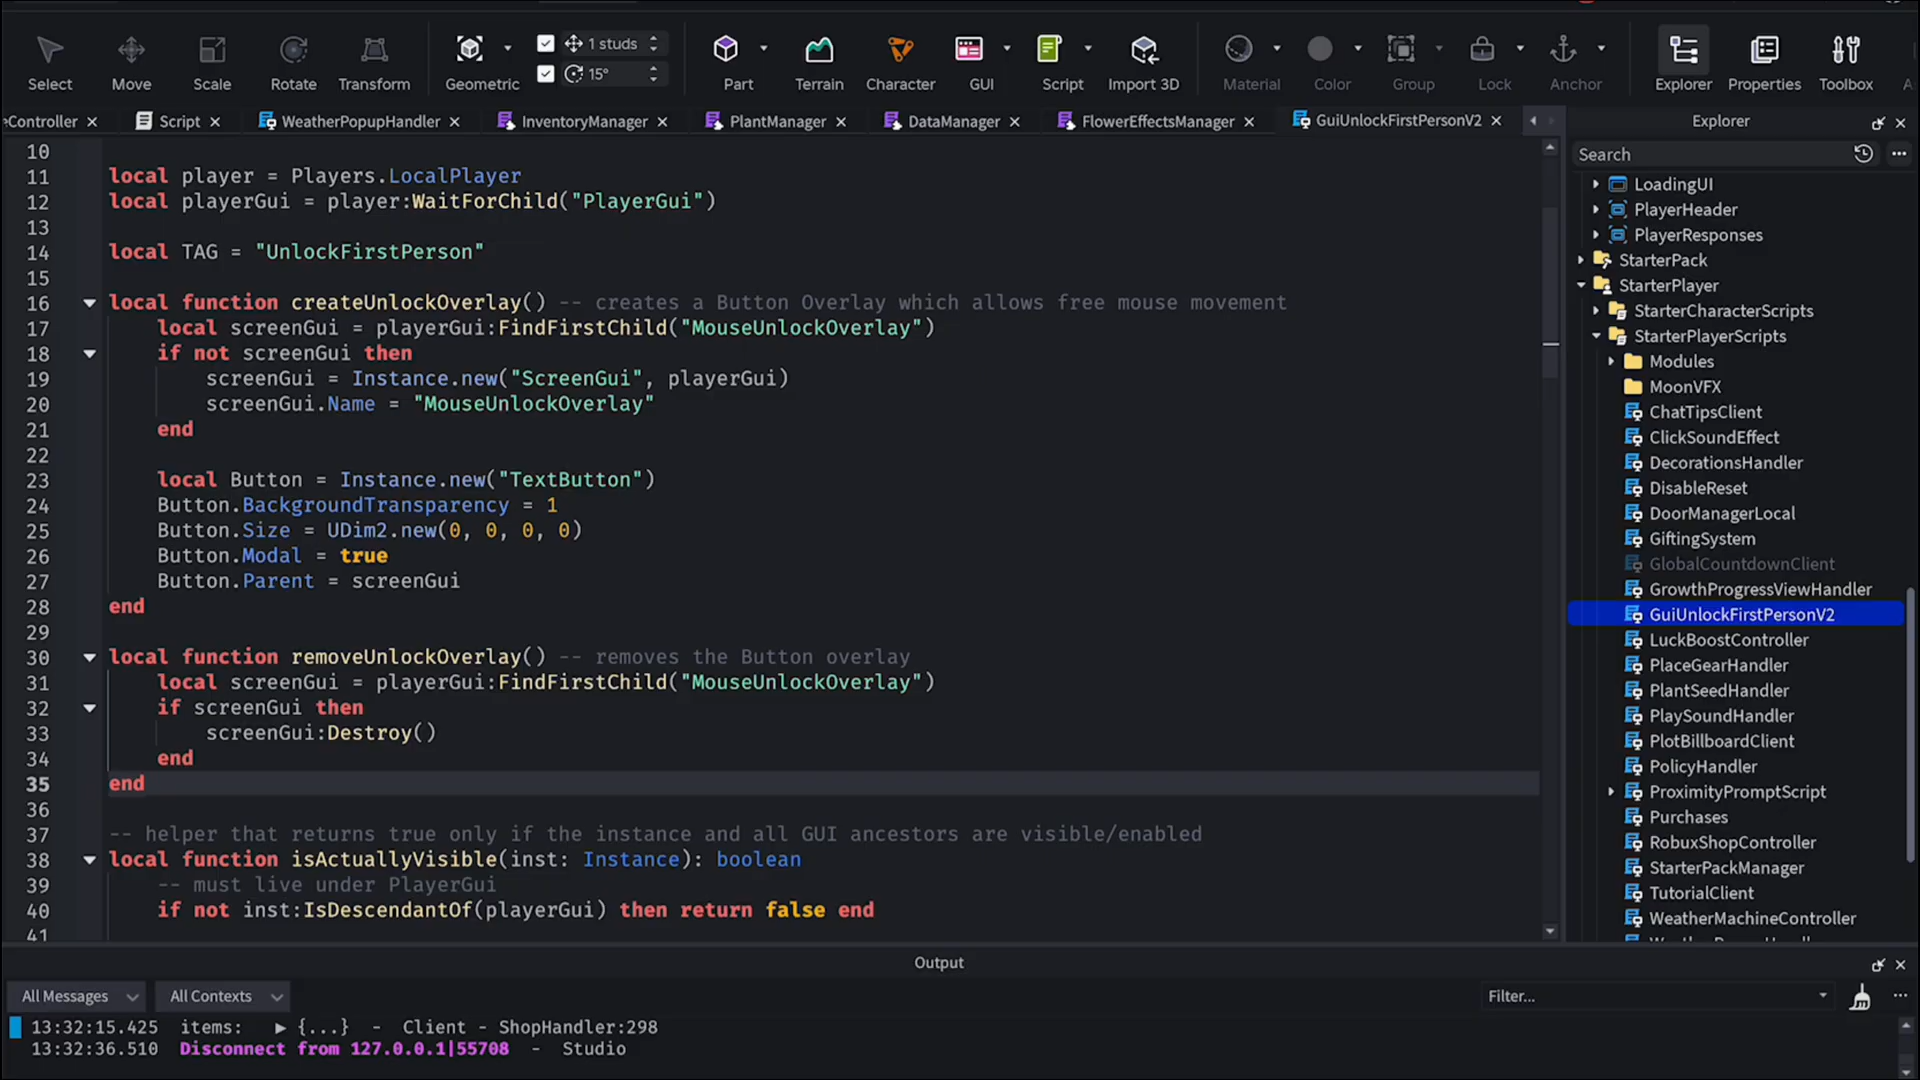 Select
Move
Scale
Rotate
Transform
Geometric
1 studs
15°
Part
Terrain
Character
GUI
Script
Import 3D
Material
Color
Group
Lock
Anchor
Explorer
Properties
Toolbox
eController
Script
WeatherPopupHandler
InventoryManager
PlantManager
DataManager
FlowerEffectsManager
GuiUnlockFirstPersonV2
10
11 local player = Players.LocalPlayer
12 local playerGui = player:WaitForChild("PlayerGui")
13
14 local TAG = "UnlockFirstPerson"
15
16 local function createUnlockOverlay() -- creates a Button Overlay which allows free mouse movement
17 local screenGui = playerGui:FindFirstChild("MouseUnlockOverlay")
18 if not screenGui then
19 screenGui = Instance.new("ScreenGui", playerGui)
20 screenGui.Name = "MouseUnlockOverlay"
21 end
22
23 local Button = Instance.new("TextButton")
24 Button.BackgroundTransparency = 1
25 Button.Size = UDim2.new(0, 0, 0, 0)
26 Button.Modal = true
27 Button.Parent = screenGui
28 end
29
30 local function removeUnlockOverlay() -- removes the Button overlay
31 local screenGui = playerGui:FindFirstChild("MouseUnlockOverlay")
32 if screenGui then
33 screenGui:Destroy()
34 end
35 end
36
37 -- helper that returns true only if the instance and all GUI ancestors are visible/enabled
38 local function isActuallyVisible(inst: Instance): boolean
39 -- must live under PlayerGui
40 if not inst:IsDescendantOf(playerGui) then return false end
41
Explorer
Search
LoadingUI
PlayerHeader
PlayerResponses
StarterPack
StarterPlayer
StarterCharacterScripts
StarterPlayerScripts
Modules
MoonVFX
ChatTipsClient
ClickSoundEffect
DecorationsHandler
DisableReset
DoorManagerLocal
GiftingSystem
GlobalCountdownClient
GrowthProgressViewHandler
GuiUnlockFirstPersonV2
LuckBoostController
PlaceGearHandler
PlantSeedHandler
PlaySoundHandler
PlotBillboardClient
PolicyHandler
ProximityPromptScript
Purchases
RobuxShopController
StarterPackManager
TutorialClient
WeatherMachineController
Output
All Messages
All Contexts
Filter...
13:32:15.425 items: ▶ {...} - Client - ShopHandler:298
13:32:36.510 Disconnect from 127.0.0.1|55708 - Studio